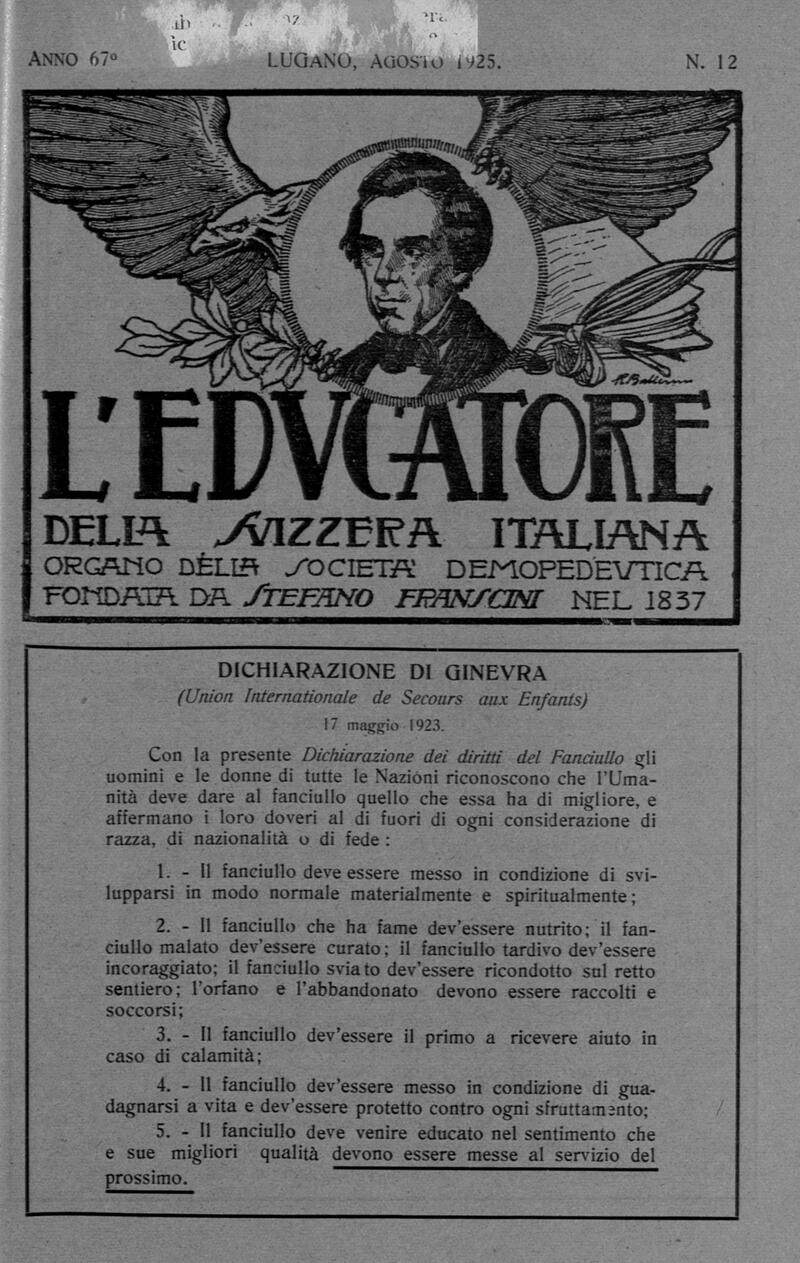 ANNO 67º LUGANO, AGOSTO 1925. N. 12
L'EDVCATORE
DELLA SVIZZERA ITALIANA
ORGANO DELLA SOCIETA' DEMOPEDEVTICA
FONDATA DA STEFANO FRANSCINI NEL 1837
DICHIARAZIONE DI GINEVRA
(Union Internationale de Secours aux Enfants)
17 maggio 1923.
Con la presente Dichiarazione dei diritti del Fanciullo gli
uomini e le donne di tutte le Nazioni riconoscono che l'Uma-
nità deve dare al fanciullo quello che essa ha di migliore, e
affermano i loro doveri al di fuori di ogni considerazione di
razza, di nazionalità o di fede :
1. - Il fanciullo deve essere messo in condizione di svi-
lupparsi in modo normale materialmente e spiritualmente;
2. - Il fanciullo che ha fame dev'essere nutrito; il fan-
ciullo malato dev'essere curato; il fanciullo tardivo dev'essere
incoraggiato; il fanciullo sviato dev'essere ricondotto sul retto
sentiero; l'orfano e l'abbandonato devono essere raccolti e
soccorsi;
3. - Il fanciullo dev'essere il primo a ricevere aiuto in
caso di calamità;
4. - Il fanciullo dev'essere messo in condizione di gua-
dagnarsi a vita e dev'essere protetto contro ogni sfruttamento;
5. - Il fanciullo deve venire educato nel sentimento che
e sue migliori qualità devono essere messe al servizio del
prossimo.